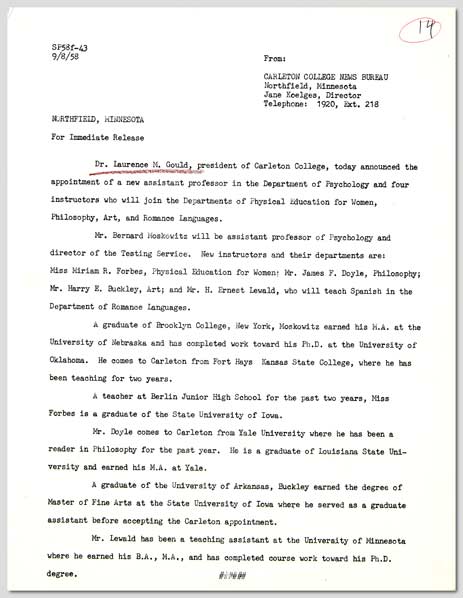 14
SP58f-43
9/8/58
From:
CARLETON COLLEGE NEWS BUREAU
Northfield, Minnesota
Jane Koelges, Director
Telephone: 1920, Ext. 218
NORTHFIELD, MINNESOTA
For Immediate Release
Dr. Laurence M. Gould, president of Carleton College, today announced the
appointment of a new assistant professor in the Department of Psychology and four
instructors who will join the Departments of Physical Education for Women,
Philosophy, Art, and Romance Languages.
Mr. Bernard Moskowitz will be assistant professor of Psychology and
director of the Testing Service. New instructors and their departments are:
Miss Miriam R. Forbes, Physical Education for Women; Mr. James F. Doyle, Philosophy;
Mr. Harry E. Buckley, Art; and Mr. H. Ernest Lewald, who will teach Spanish in the
Department of Romance Languages.
A graduate of Brooklyn College, New York, Moskowitz earned his M.A. at the
University of Nebraska and has completed work toward his Ph.D. at the University of
Oklahoma. He comes to Carleton from Fort Hays Kansas State College, where he has
been teaching for two years.
A teacher at Berlin Junior High School for the past two years, Miss
Forbes is a graduate of the State University of Iowa.
Mr. Doyle comes to Carleton from Yale University where he has been a
reader in Philosophy for the past year. He is a graduate of Louisiana State Uni-
versity and earned his M.A. at Yale.
A graduate of the University of Arkansas, Buckley earned the degree of
Master of Fine Arts at the State University of Iowa where he served as a graduate
assistant before accepting the Carleton appointment.
Mr. Lewald has been a teaching assistant at the University of Minnesota
where he earned his B.A., M.A., and has completed course work toward his Ph.D.
degree.